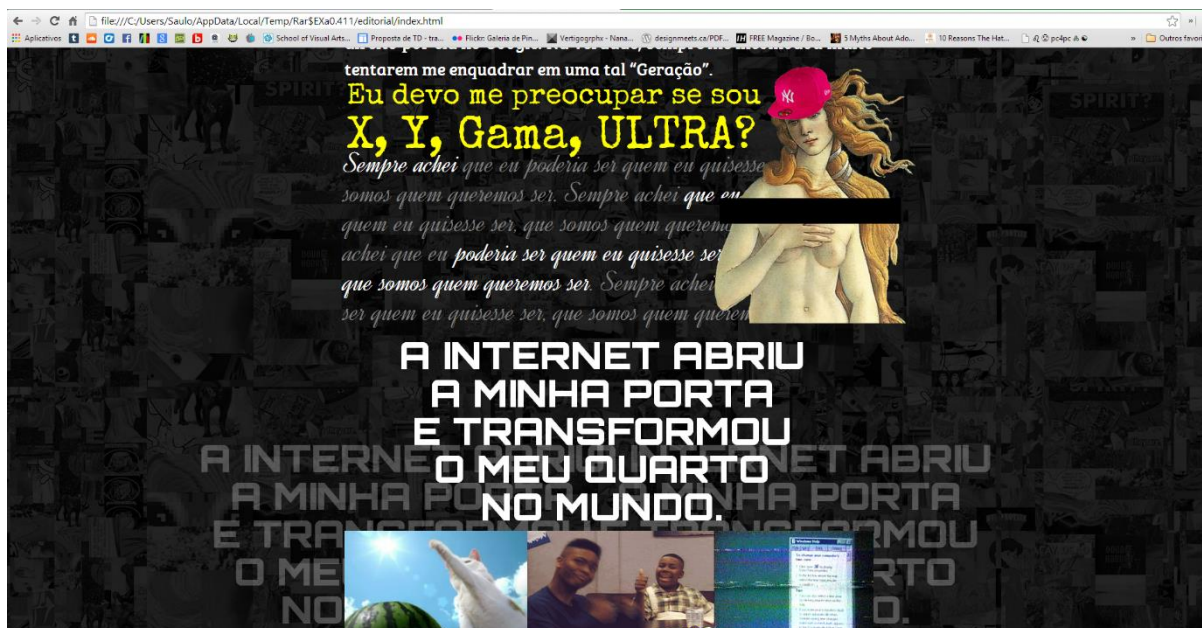 file:///C:/Users/Saulo/AppData/Local/Temp/Rar$EXa0.411/editorial/index.html
Aplicativos
School of Visual Arts...
Proposta de TD - tra...
Flickr: Galeria de Pin...
Vertigogrphx - Nana...
designmeets.ca/PDF...
FREE Magazine / Bo...
5 Myths About Ado...
10 Reasons The Hat...
Outros favori
tentarem me enquadrar em uma tal “Geração”.
Eu devo me preocupar se sou
X, Y, Gama, ULTRA?
Sempre achei que eu poderia ser quem eu quisesse
somos quem queremos ser. Sempre achei que eu
quem eu quisesse ser, que somos quem querem
achei que eu poderia ser quem eu quisesse ser
que somos quem queremos ser. Sempre achei
ser quem eu quisesse ser, que somos quem querem
SPIRIT?
SPIRIT?
A INTERNET ABRIU
A MINHA PORTA
E TRANSFORMOU
O MEU QUARTO
NO MUNDO.